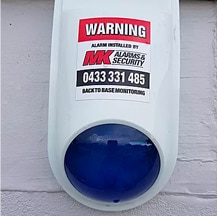 WARNING
ALARM INSTALLED BY
MK ALARMS &
SECURITY
0433 331 485
BACK TO BASE MONITORING